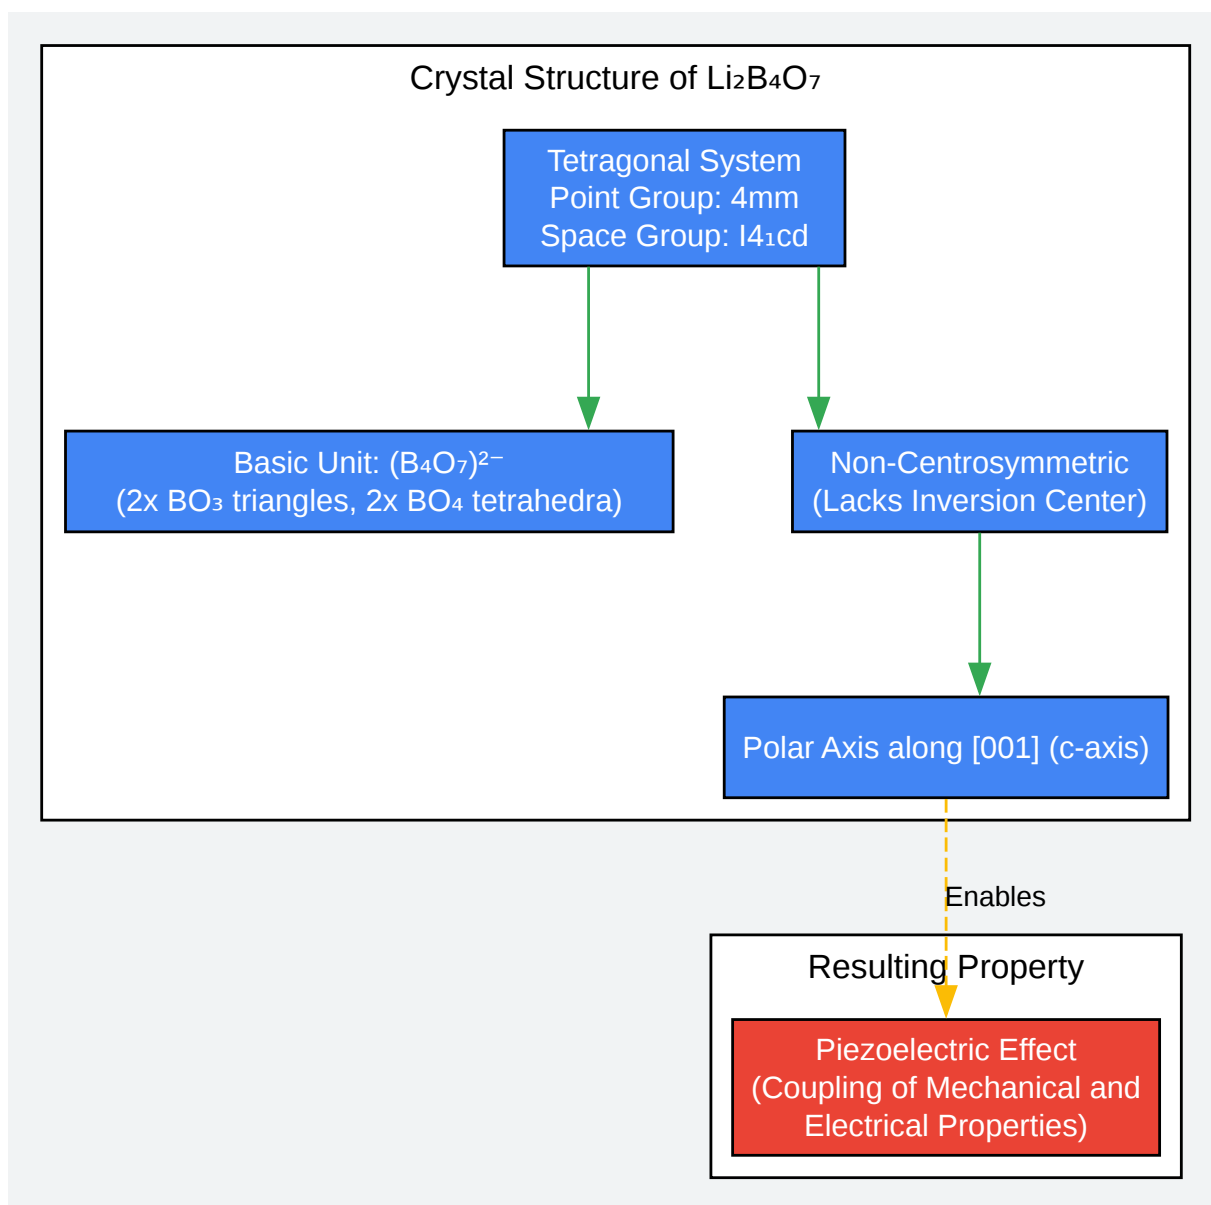 Crystal Structure of Li₂B₄O₇
Tetragonal System
Point Group: 4mm
Space Group: I4₁cd
Basic Unit: (B₄O₇)²⁻
(2x BO₃ triangles, 2x BO₄ tetrahedra)
Non-Centrosymmetric
(Lacks Inversion Center)
Polar Axis along [001] (c-axis)
Enables
Resulting Property
Piezoelectric Effect
(Coupling of Mechanical and
Electrical Properties)